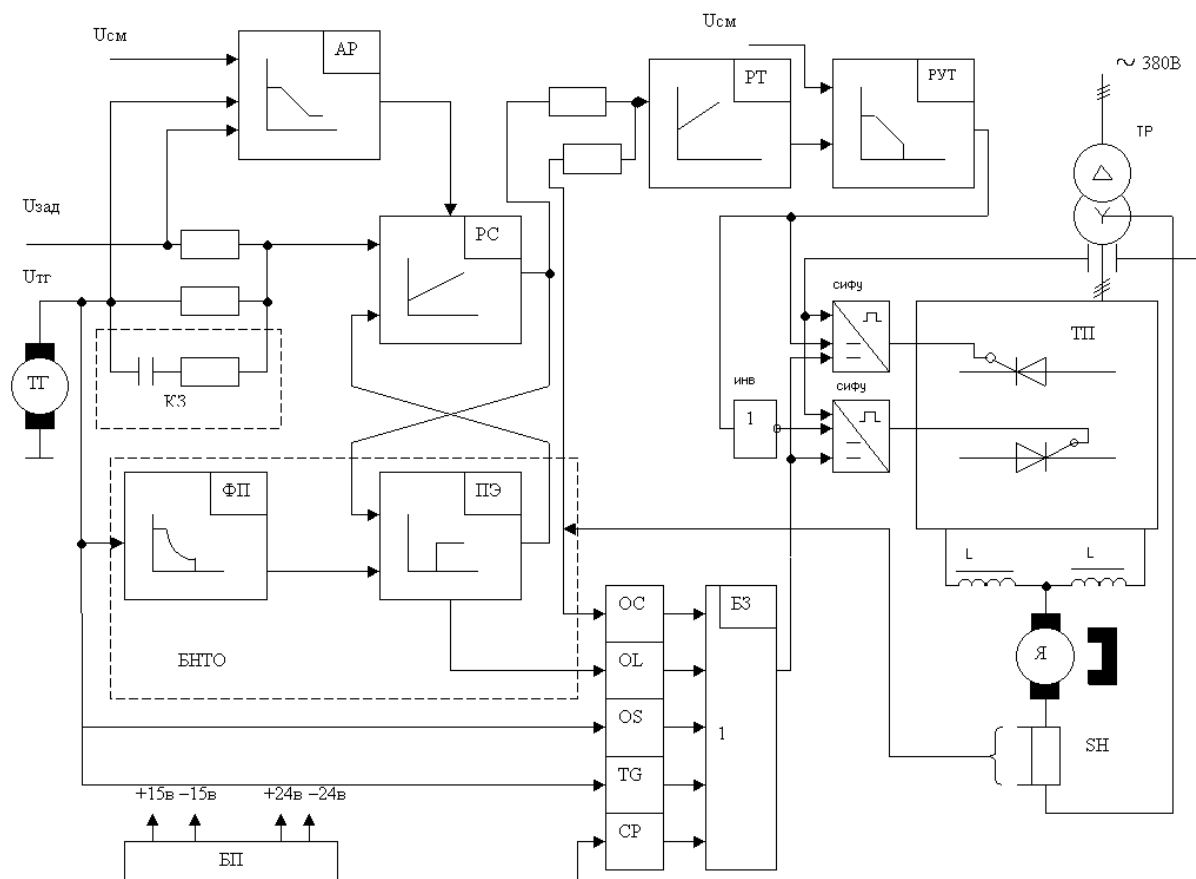 Uсм
АР
Uсм
РТ
РУТ
~ 380В
ТР
Uзад
РС
Uтг
сифу
ТП
ТГ
КЗ
инв
сифу
1
ФП
ПЭ
L
L
ОС
БЗ
БНТО
OL
Я
OS
1
SH
TG
+15в –15в +24в –24в
СР
БП